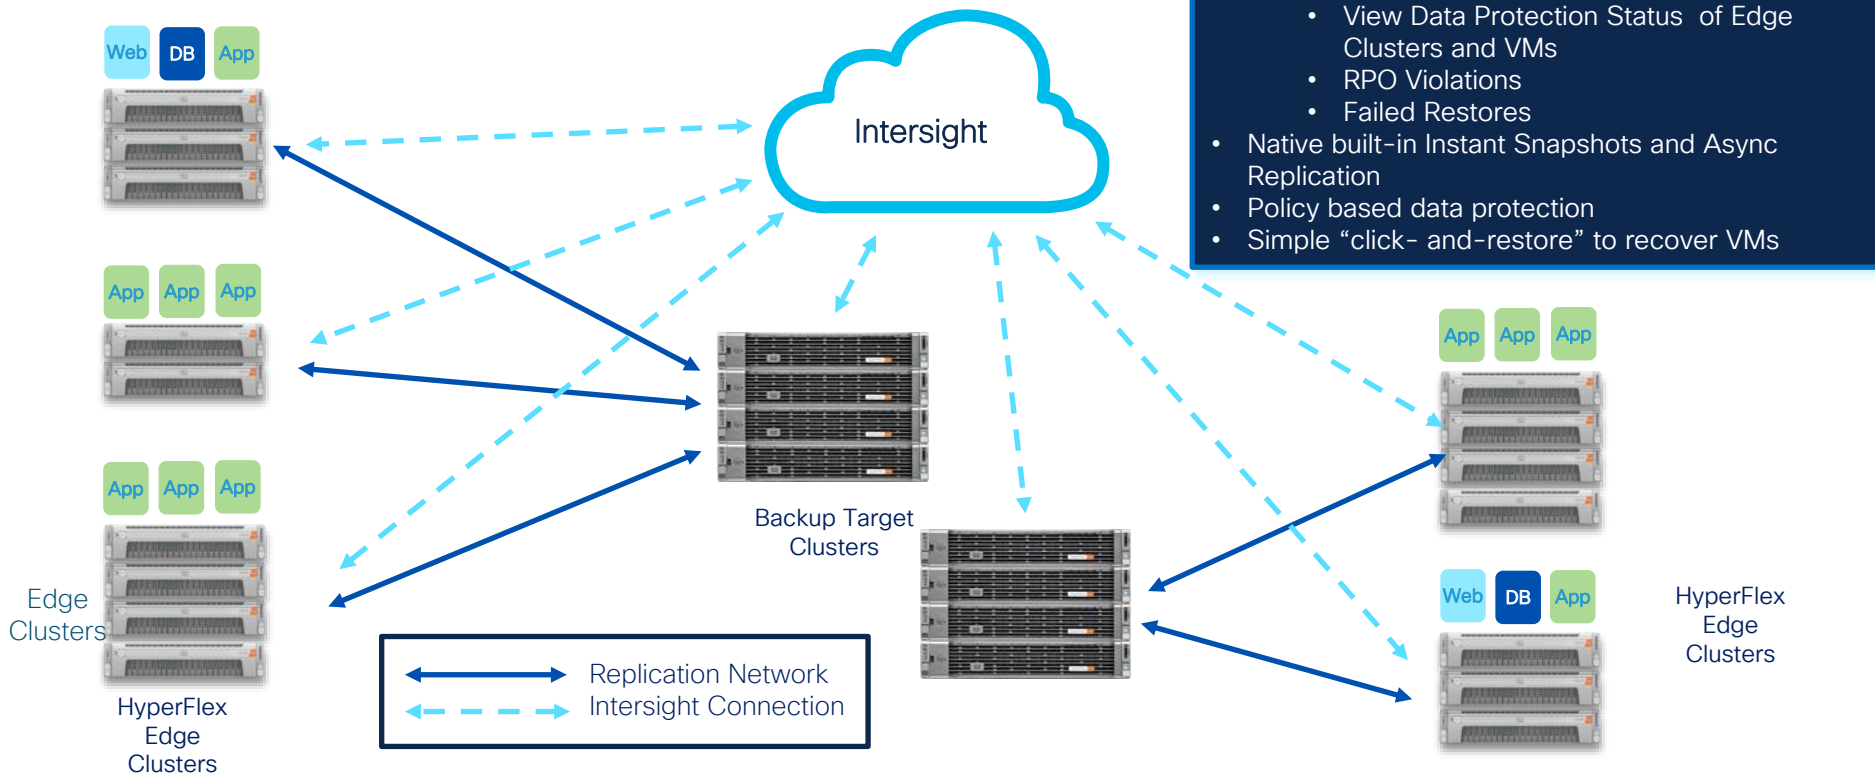 • View Data Protection Status of Edge
Clusters and VMs
• RPO Violations
• Failed Restores
• Native built-in Instant Snapshots and Async
Replication
• Policy based data protection
• Simple “click- and-restore” to recover VMs
Intersight
Web DB App
App App App
App App App
Edge
Clusters
HyperFlex
Edge
Clusters
Backup Target
Clusters
Replication Network
Intersight Connection
App App App
Web DB App
HyperFlex
Edge
Clusters